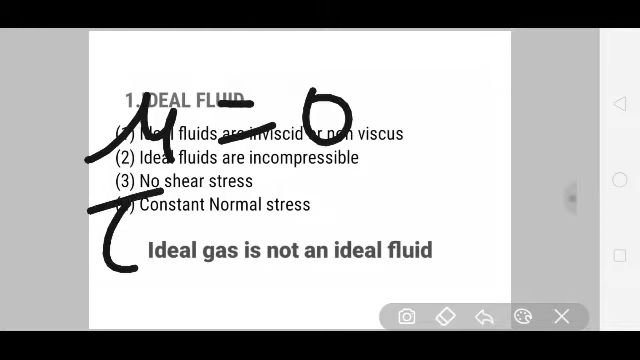 1. IDEAL FLUID
μ = 0
(1) Ideal fluids are inviscid or non viscus
(2) Ideal fluids are incompressible
(3) No shear stress
τ
(4) Constant Normal stress
Ideal gas is not an ideal fluid